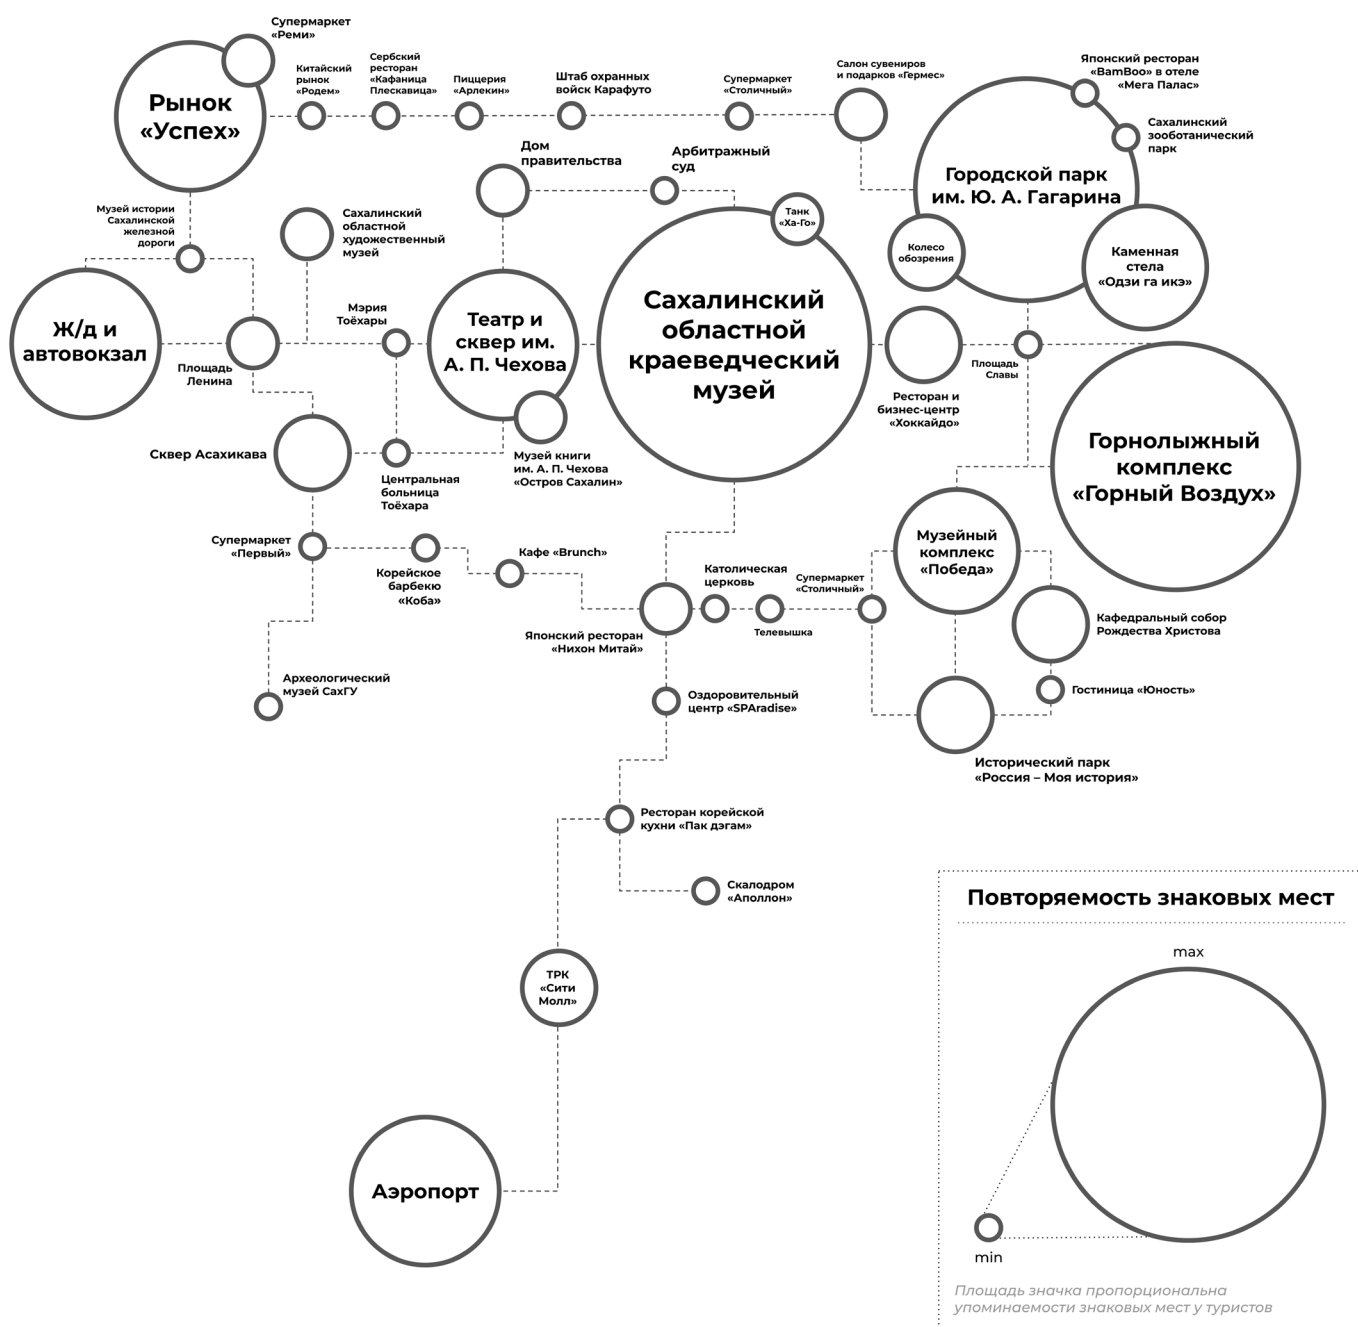 Супермаркет
«Реми»
Рынок
«Успех»
Китайский
рынок
«Родем»
Сербский
ресторан
«Кафаница
Плескавица»
Пиццерия
«Арлекин»
Штаб охранных
войск Карафуто
Супермаркет
«Столичный»
Салон сувениров
и подарков «Гермес»
Японский ресторан
«BamBoo» в отеле
«Мега Палас»
Сахалинский
зооботанический
парк
Городской парк
им. Ю. А. Гагарина
Колесо
обозрения
Каменная
стела
«Одзи га икэ»
Дом
правительства
Арбитражный
суд
Танк
«Ха-Го»
Музей истории
Сахалинской
железной
дороги
Сахалинский
областной
художественный
музей
Ж/д и
автовокзал
Площадь
Ленина
Мэрия
Тоёхары
Театр и
сквер им.
А. П. Чехова
Сахалинский
областной
краеведческий
музей
Ресторан и
бизнес-центр
«Хоккайдо»
Площадь
Славы
Горнолыжный
комплекс
«Горный Воздух»
Сквер Асахикава
Центральная
больница
Тоёхара
Музей книги
им. А. П. Чехова
«Остров Сахалин»
Супермаркет
«Первый»
Корейское
барбекю
«Коба»
Кафе «Brunch»
Японский ресторан
«Нихон Митай»
Католическая
церковь
Телевышка
Супермаркет
«Столичный»
Музейный
комплекс
«Победа»
Кафедральный собор
Рождества Христова
Гостиница «Юность»
Исторический парк
«Россия – Моя история»
Археологический
музей СахГУ
Оздоровительный
центр «SPAradise»
Ресторан корейской
кухни «Пак дэгам»
Скалодром
«Аполлон»
ТРК
«Сити
Молл»
Аэропорт
Повторяемость знаковых мест
max
min
Площадь значка пропорциональна
упоминаемости знаковых мест у туристов